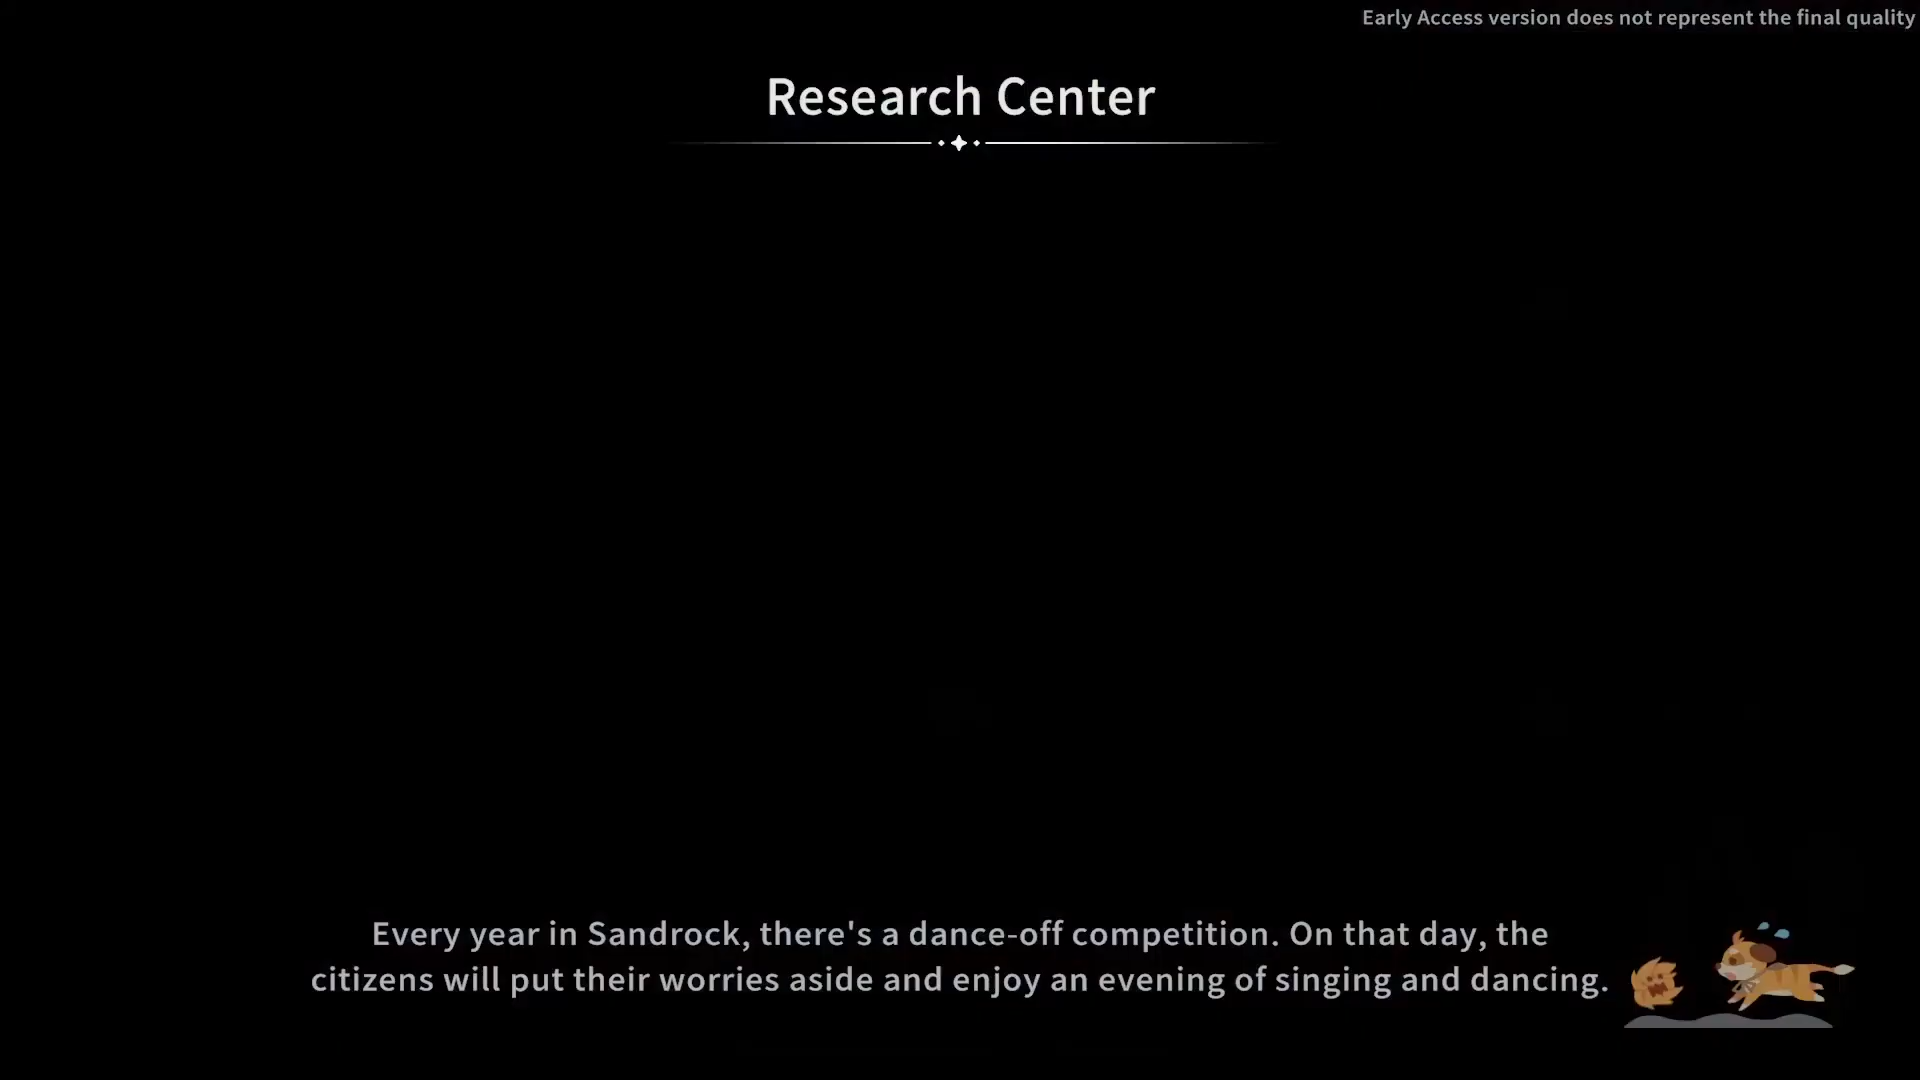 Early Access version does not represent the final quality
Research Center
Every year in Sandrock, there's a dance-off competition. On that day, the
citizens will put their worries aside and enjoy an evening of singing and dancing.